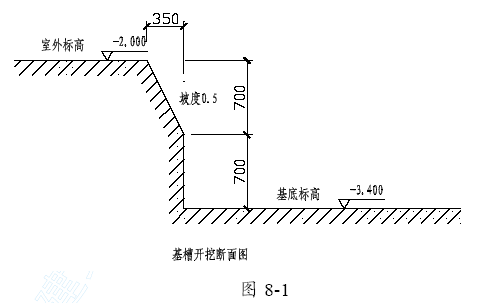 350
室外标高 -2.000
坡度0.5
700
700
基底标高 -3.400
基槽开挖断面图
图 8-1